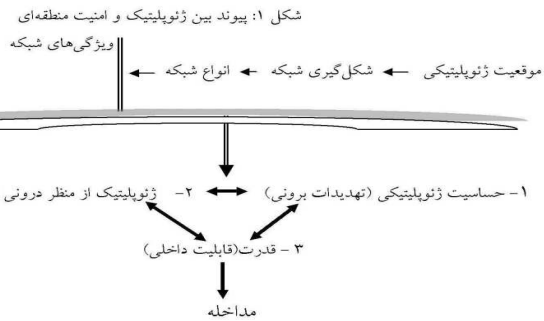 شکل ۱: پیوند بین ژئوپلیتیک و امنیت منطقه‌ای
ویژگی‌های شبکه
موقعیت ژئوپلیتیکی
شکل‌گیری شبکه
انواع شبکه
۱- حساسیت ژئوپلیتیکی (تهدیدات برونی)
۲- ژئوپلیتیک از منظر درونی
۳ - قدرت(قابلیت داخلی)
مداخله